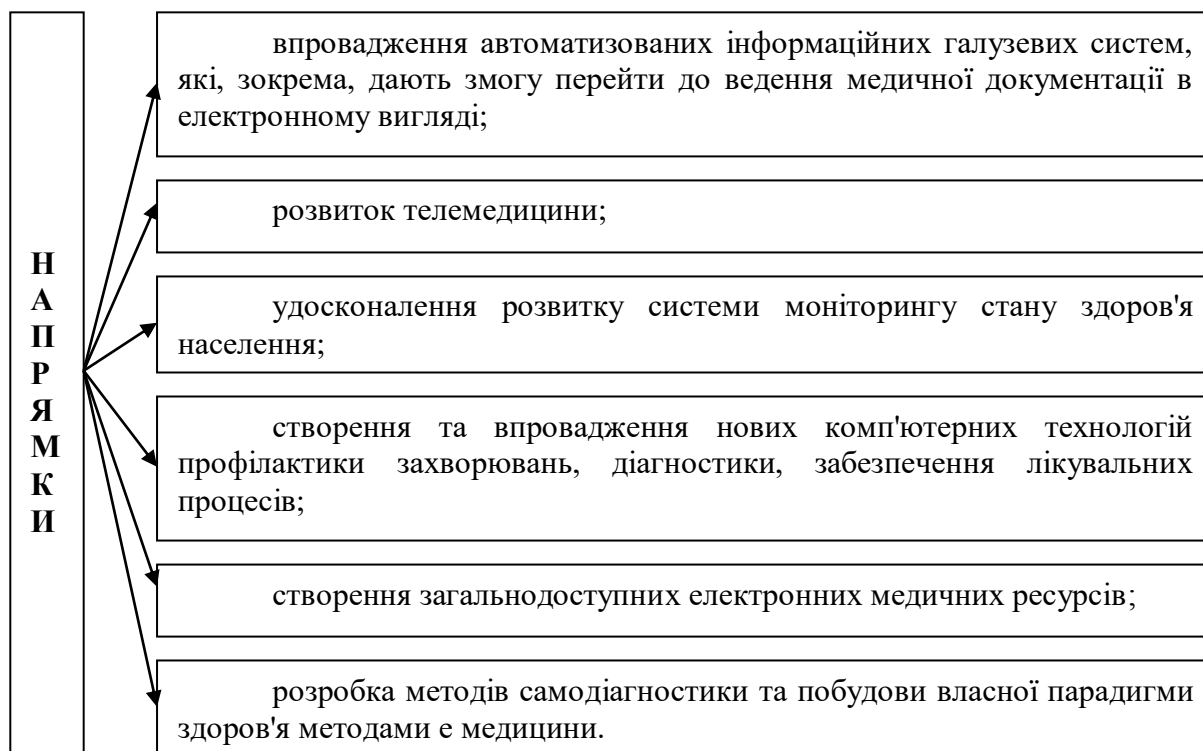 Н
А
П
Р
Я
М
К
И
впровадження автоматизованих інформаційних галузевих систем,
які, зокрема, дають змогу перейти до ведення медичної документації в
електронному вигляді;
розвиток телемедицини;
удосконалення розвитку системи моніторингу стану здоров'я
населення;
створення та впровадження нових комп'ютерних технологій
профілактики захворювань, діагностики, забезпечення лікувальних
процесів;
створення загальнодоступних електронних медичних ресурсів;
розробка методів самодіагностики та побудови власної парадигми
здоров'я методами е медицини.